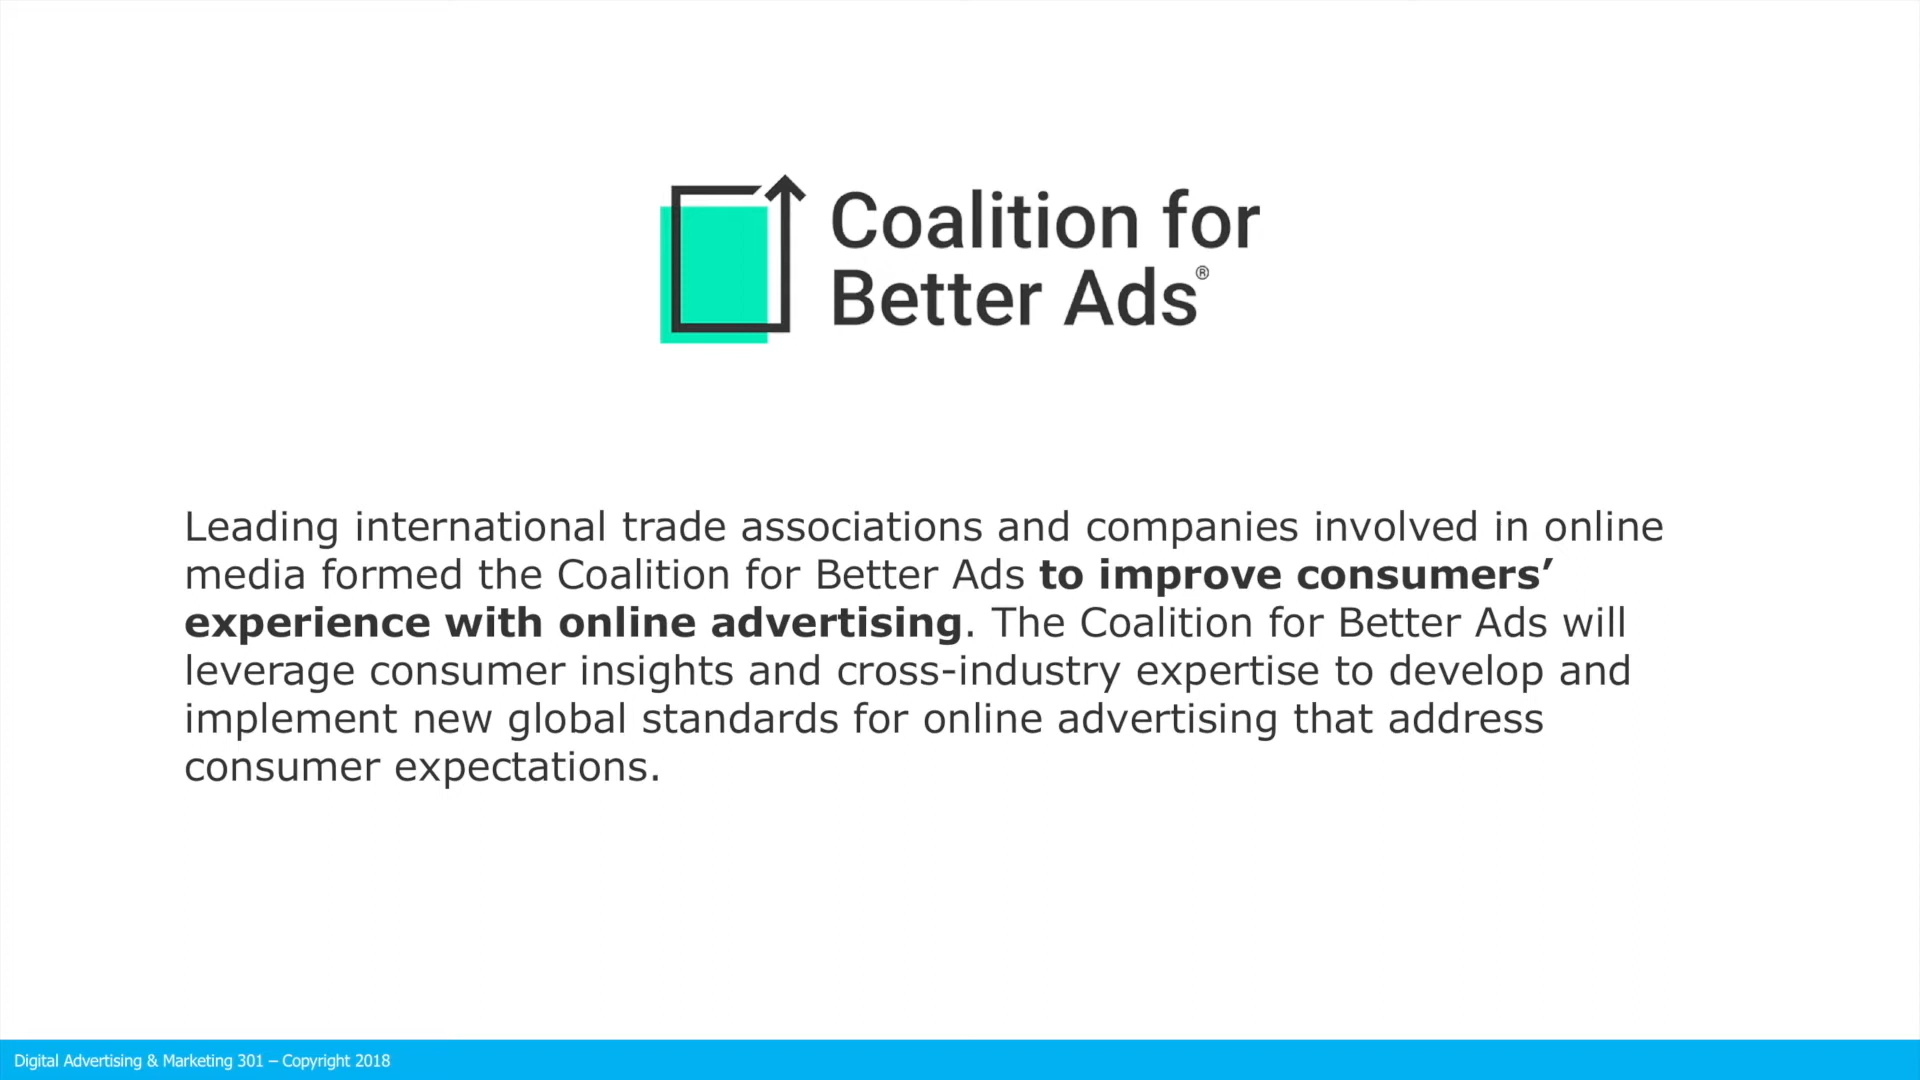 Coalition for
Better Ads®
Leading international trade associations and companies involved in online
media formed the Coalition for Better Ads to improve consumers’
experience with online advertising. The Coalition for Better Ads will
leverage consumer insights and cross-industry expertise to develop and
implement new global standards for online advertising that address
consumer expectations.
Digital Advertising & Marketing 301 – Copyright 2018